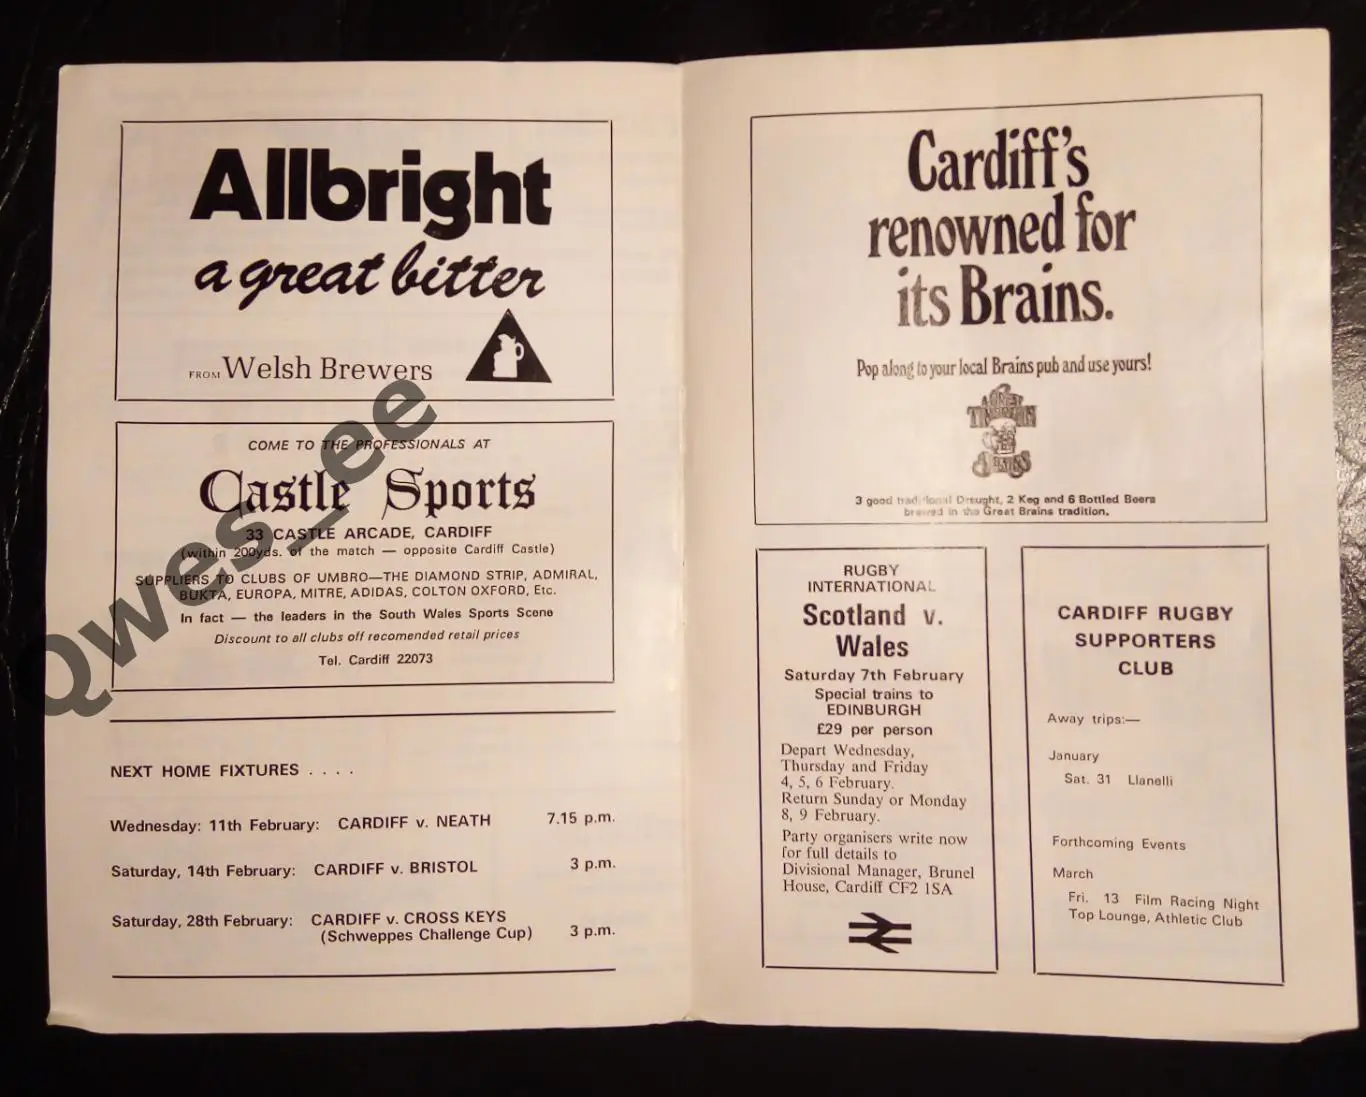 Allbright
a great bitter
FROM Welsh Brewers
COME TO THE PROFESSIONALS AT
Castle Sports
33 CASTLE ARCADE, CARDIFF
(within 200yds. of the match — opposite Cardiff Castle)
SUPPLIERS TO CLUBS OF UMBRO—THE DIAMOND STRIP, ADMIRAL,
BUKTA, EUROPA, MITRE, ADIDAS, COLTON OXFORD, Etc.
In fact — the leaders in the South Wales Sports Scene
Discount to all clubs off recomended retail prices
Tel. Cardiff 22073
NEXT HOME FIXTURES . . . .
Wednesday: 11th February: CARDIFF v. NEATH 7.15 p.m.
Saturday, 14th February: CARDIFF v. BRISTOL 3 p.m.
Saturday, 28th February: CARDIFF v. CROSS KEYS
(Schweppes Challenge Cup) 3 p.m.
Qwes_ee
Cardiff's
renowned for
its Brains.
Pop along to your local Brains pub and use yours!
A GREAT
TRADITION
BRAINS
3 good traditional Draught, 2 Keg and 6 Bottled Beers
brewed in the Great Brains tradition.
RUGBY
INTERNATIONAL
Scotland v.
Wales
Saturday 7th February
Special trains to
EDINBURGH
£29 per person
Depart Wednesday,
Thursday and Friday
4, 5, 6 February.
Return Sunday or Monday
8, 9 February.
Party organisers write now
for full details to
Divisional Manager, Brunel
House, Cardiff CF2 1SA
CARDIFF RUGBY
SUPPORTERS
CLUB
Away trips:—
January
Sat. 31 Llanelli
Forthcoming Events
March
Fri. 13 Film Racing Night
Top Lounge, Athletic Club